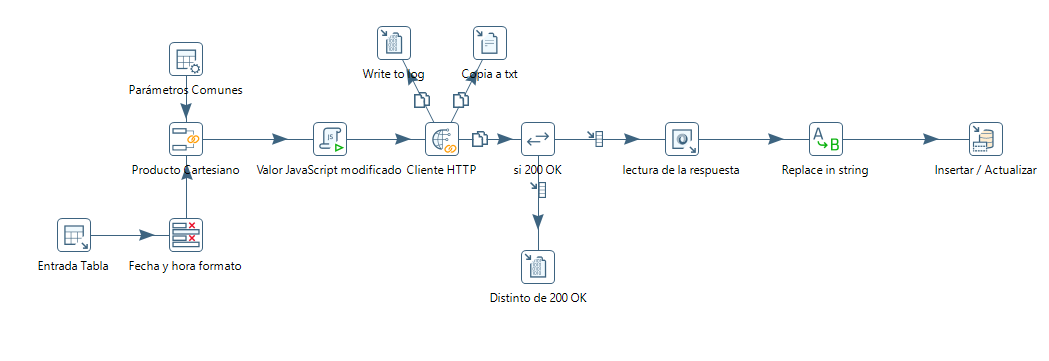 Write to log
Copia a txt
Parámetros Comunes
Producto Cartesiano
Valor JavaScript modificado
Cliente HTTP
si 200 OK
lectura de la respuesta
Replace in string
Insertar / Actualizar
Entrada Tabla
Fecha y hora formato
Distinto de 200 OK